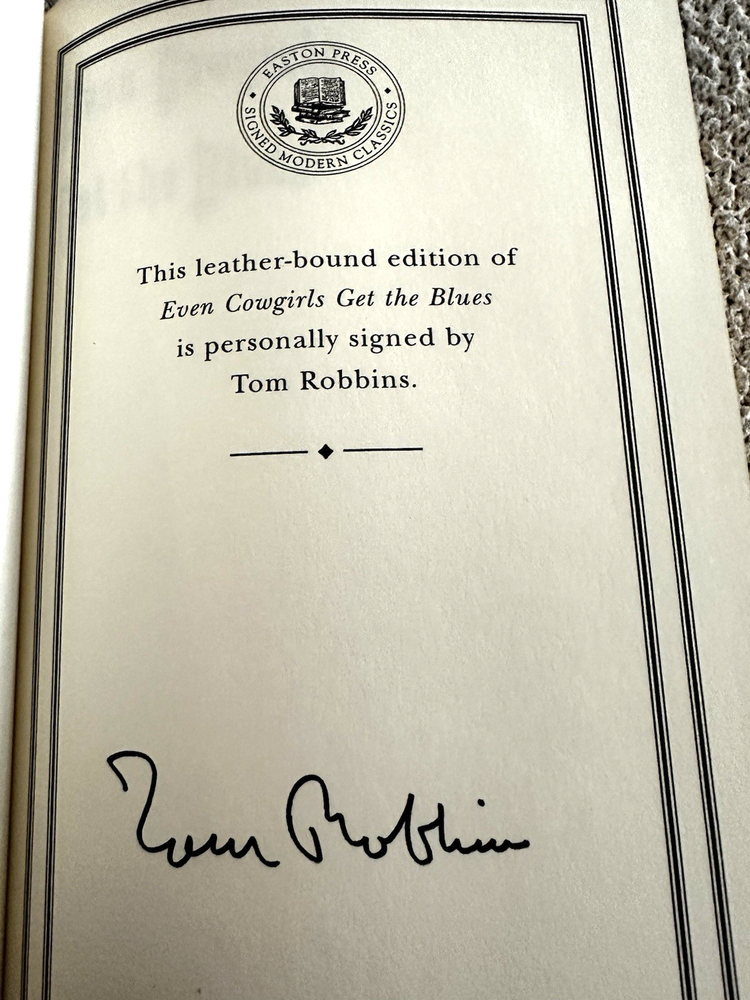 EASTON PRESS
SIGNED MODERN CLASSICS
This leather-bound edition of
Even Cowgirls Get the Blues
is personally signed by
Tom Robbins.
Tom Robbins